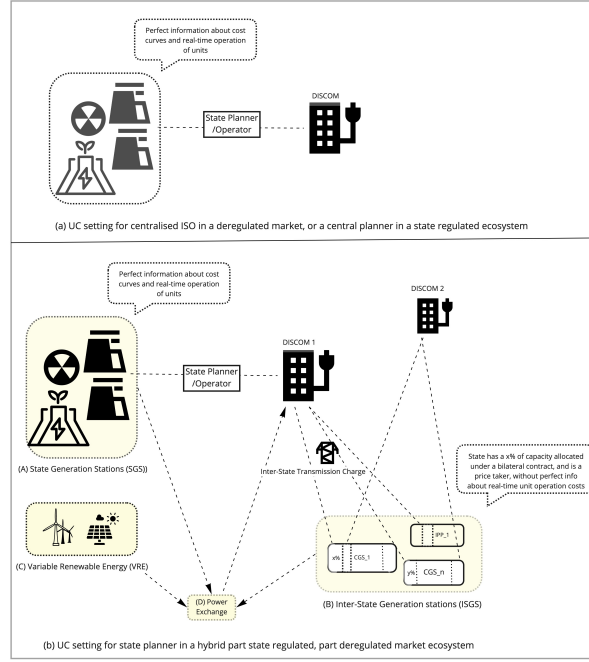 Perfect information about cost
curves and real-time operation
of units
DISCOM
State Planner
/Operator
(a) UC setting for centralised ISO in a deregulated market, or a central planner in a state regulated ecosystem
Perfect information about cost
curves and real-time operation
of units
DISCOM 2
DISCOM 1
State Planner
/Operator
(A) State Generation Stations (SGS))
Inter-State Transmission Charge
State has a x% of capacity allocated
under a bilateral contract, and is a
price taker, without perfect info
about real-time unit operation costs
IPP_1
x% CGS_1
y% CGS_n
(C) Variable Renewable Energy (VRE)
(B) Inter-State Generation stations (ISGS)
(D) Power
Exchange
(b) UC setting for state planner in a hybrid part state regulated, part deregulated market ecosystem